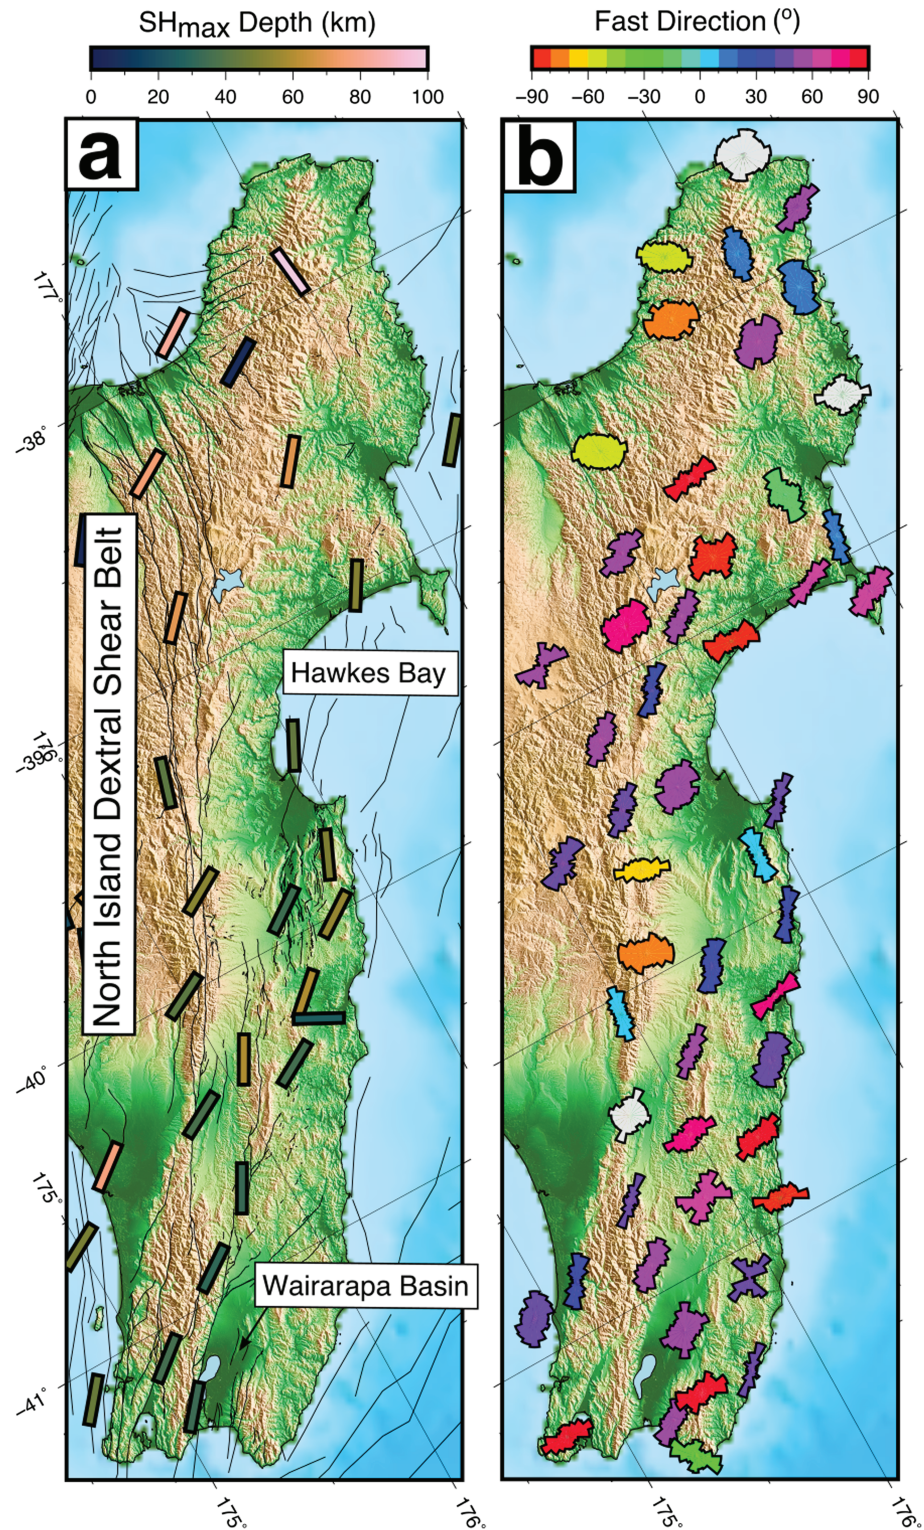 SHmax Depth (km)
0 20 40 60 80 100
Fast Direction (o)
−90 −60 −30 0 30 60 90
a
b
177°
−38°
North Island Dextral Shear Belt
Hawkes Bay
176°
−39°
−40°
175°
Wairarapa Basin
−41°
175°
176°
175°
176°